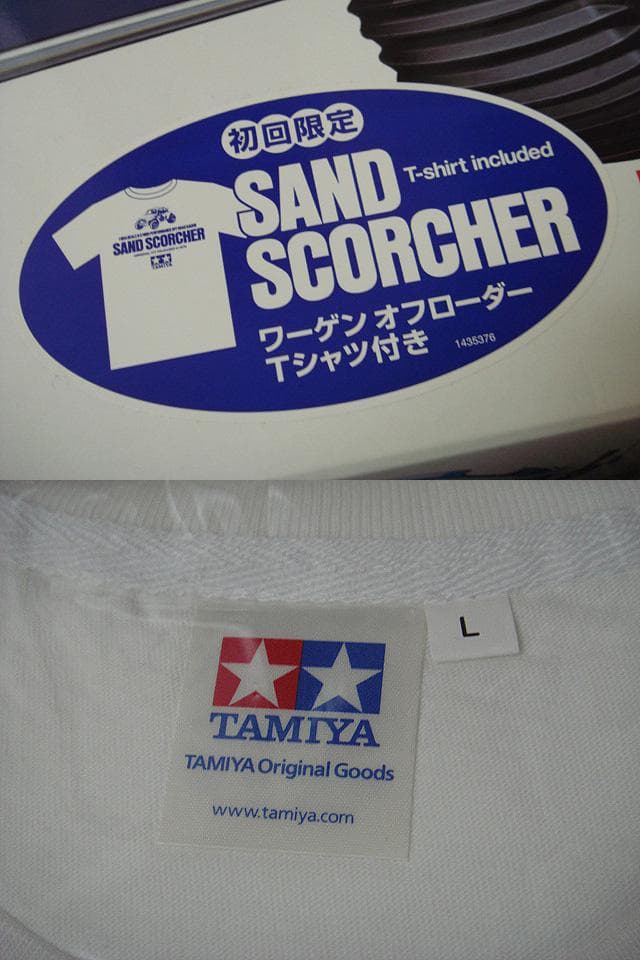 初回限定
SAND
T-shirt included
SCORCHER
ワーゲン オフローダー
Tシャツ付き
1435376
SAND SCORCHER
TAMIYA
L
TAMIYA
TAMIYA Original Goods
www.tamiya.com